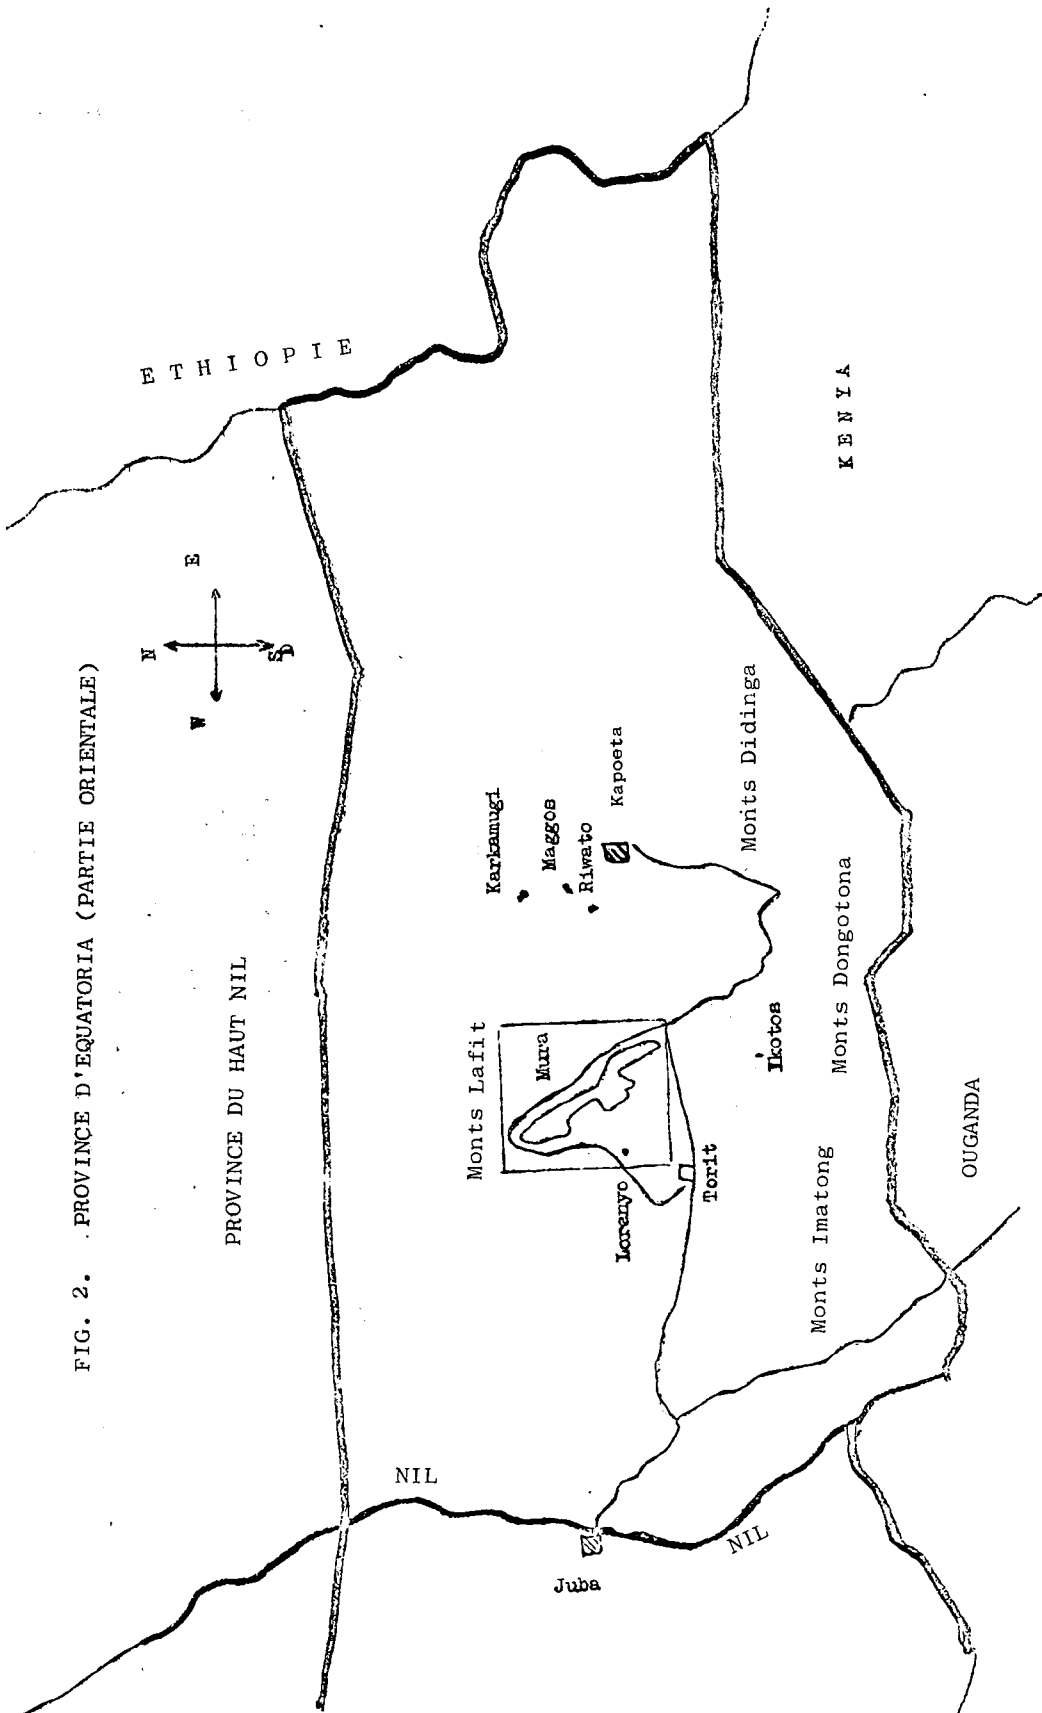 FIG. 2. . PROVINCE D'EQUATORIA (PARTIE ORIENTALE)
N
W
E
S
ETHIOPIE
PROVINCE DU HAUT NIL
NIL
Monts Lafit
Mura
Karkamugi
Maggos
Riwato
Kapoeta
Lorenyo
Torit
Juba
NIL
Ikotos
Monts Didinga
Monts Imatong
Monts Dongotona
KENYA
OUGANDA